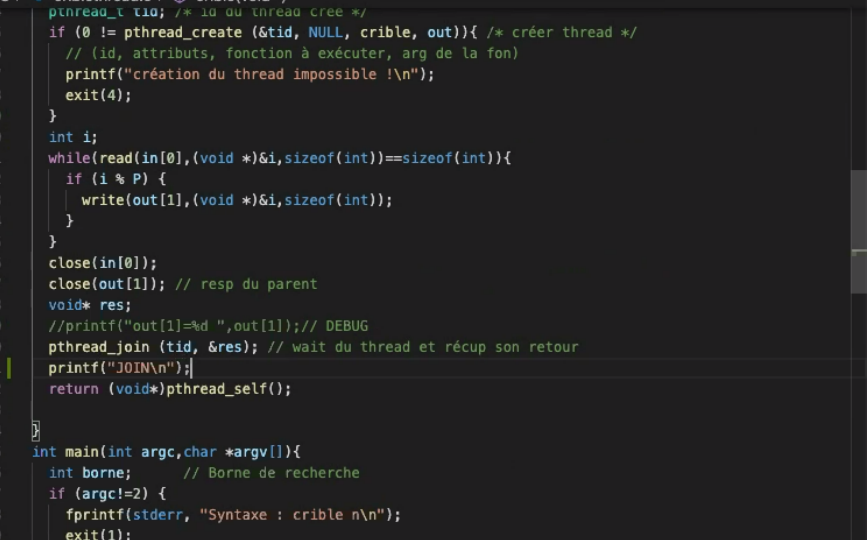 pthread_t tid; /* id du thread créé */
if (0 != pthread_create (&tid, NULL, crible, out)){ /* créer thread */
// (id, attributs, fonction à exécuter, arg de la fon)
printf("création du thread impossible !\n");
exit(4);
}
int i;
while(read(in[0],(void *)&i,sizeof(int))==sizeof(int)){
if (i % P) {
write(out[1],(void *)&i,sizeof(int));
}
}
close(in[0]);
close(out[1]); // resp du parent
void* res;
//printf("out[1]=%d ",out[1]);// DEBUG
pthread_join (tid, &res); // wait du thread et récup son retour
printf("JOIN\n");
return (void*)pthread_self();
}
int main(int argc,char *argv[]){
int borne; // Borne de recherche
if (argc!=2) {
fprintf(stderr, "Syntaxe : crible n\n");
exit(1);